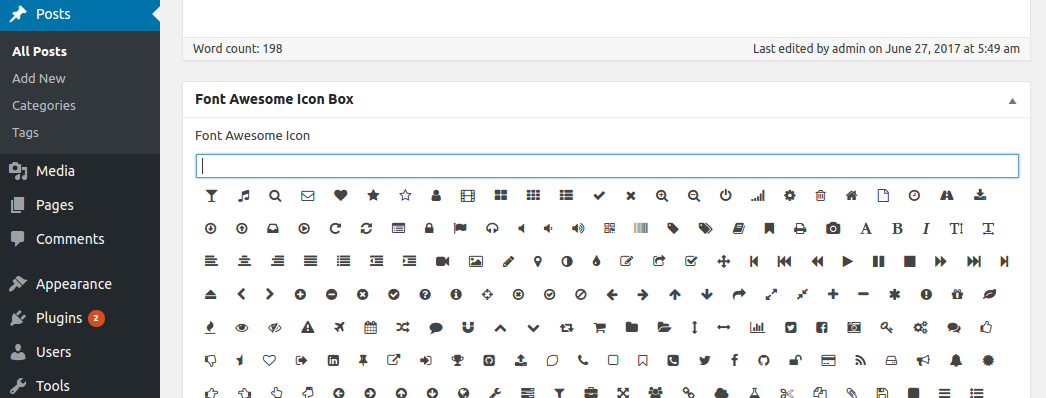 Posts
All Posts
Add New
Categories
Tags
Media
Pages
Comments
Appearance
Plugins 2
Users
Tools
Word count: 198
Last edited by admin on June 27, 2017 at 5:49 am
Font Awesome Icon Box
Font Awesome Icon